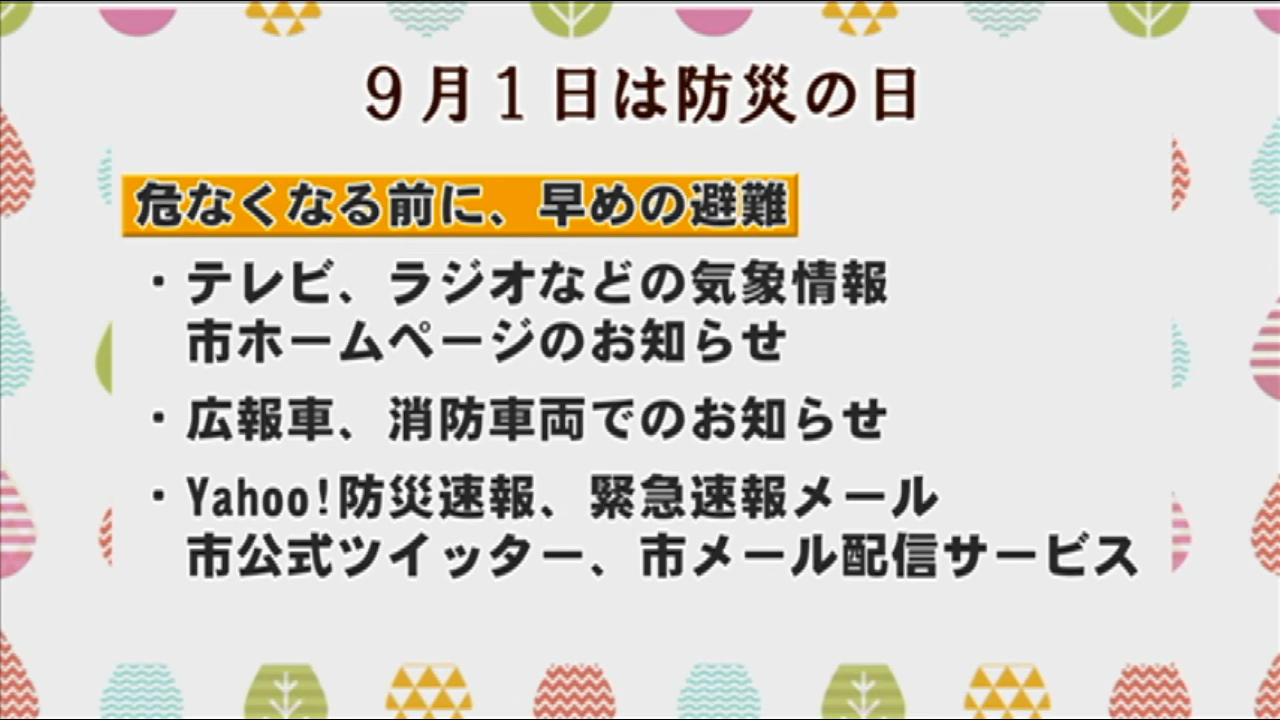 ９月１日は防災の日
危なくなる前に、早めの避難
・テレビ、ラジオなどの気象情報
市ホームページのお知らせ
・広報車、消防車両でのお知らせ
・Yahoo!防災速報、緊急速報メール
市公式ツイッター、市メール配信サービス